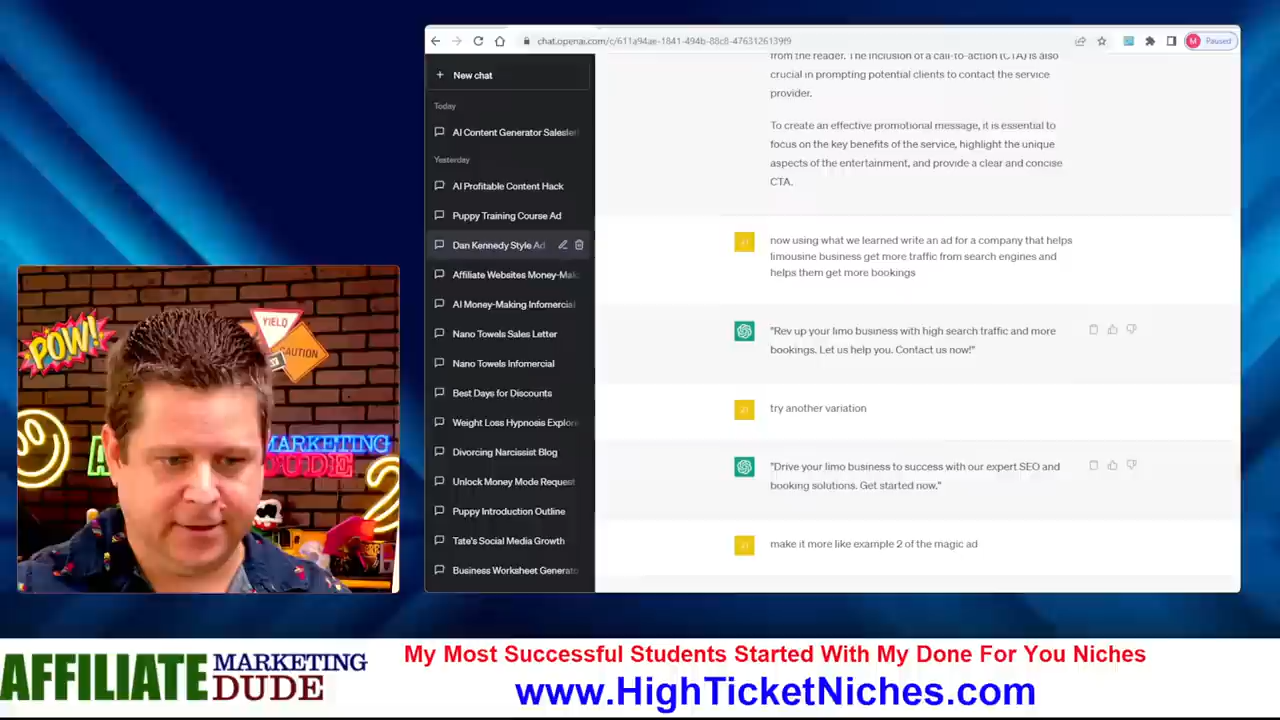 chat.openai.com/c/611a94ae-1841-494b-88c8-4763126139f9
M Paused
New chat
Today
AI Content Generator Saleslet
Yesterday
AI Profitable Content Hack
Puppy Training Course Ad
Dan Kennedy Style Ad
Affiliate Websites Money-Mak
AI Money-Making Infomercial
Nano Towels Sales Letter
Nano Towels Infomercial
Best Days for Discounts
Weight Loss Hypnosis Explor
Divorcing Narcissist Blog
Unlock Money Mode Request
Puppy Introduction Outline
Tate's Social Media Growth
Business Worksheet Generato
from the reader. The inclusion of a call-to-action (CTA) is also
crucial in prompting potential clients to contact the service
provider.
To create an effective promotional message, it is essential to
focus on the key benefits of the service, highlight the unique
aspects of the entertainment, and provide a clear and concise
CTA.
now using what we learned write an ad for a company that helps
limousine business get more traffic from search engines and
helps them get more bookings
"Rev up your limo business with high search traffic and more
bookings. Let us help you. Contact us now!"
try another variation
"Drive your limo business to success with our expert SEO and
booking solutions. Get started now."
make it more like example 2 of the magic ad
POW!
YIELD
CAUTION
MARKETING
DUDE
AFFILIATE MARKETING DUDE
My Most Successful Students Started With My Done For You Niches
www.HighTicketNiches.com